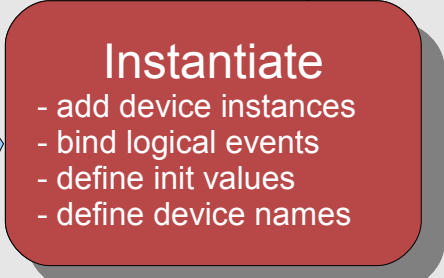 Instantiate
- add device instances
- bind logical events
- define init values
- define device names